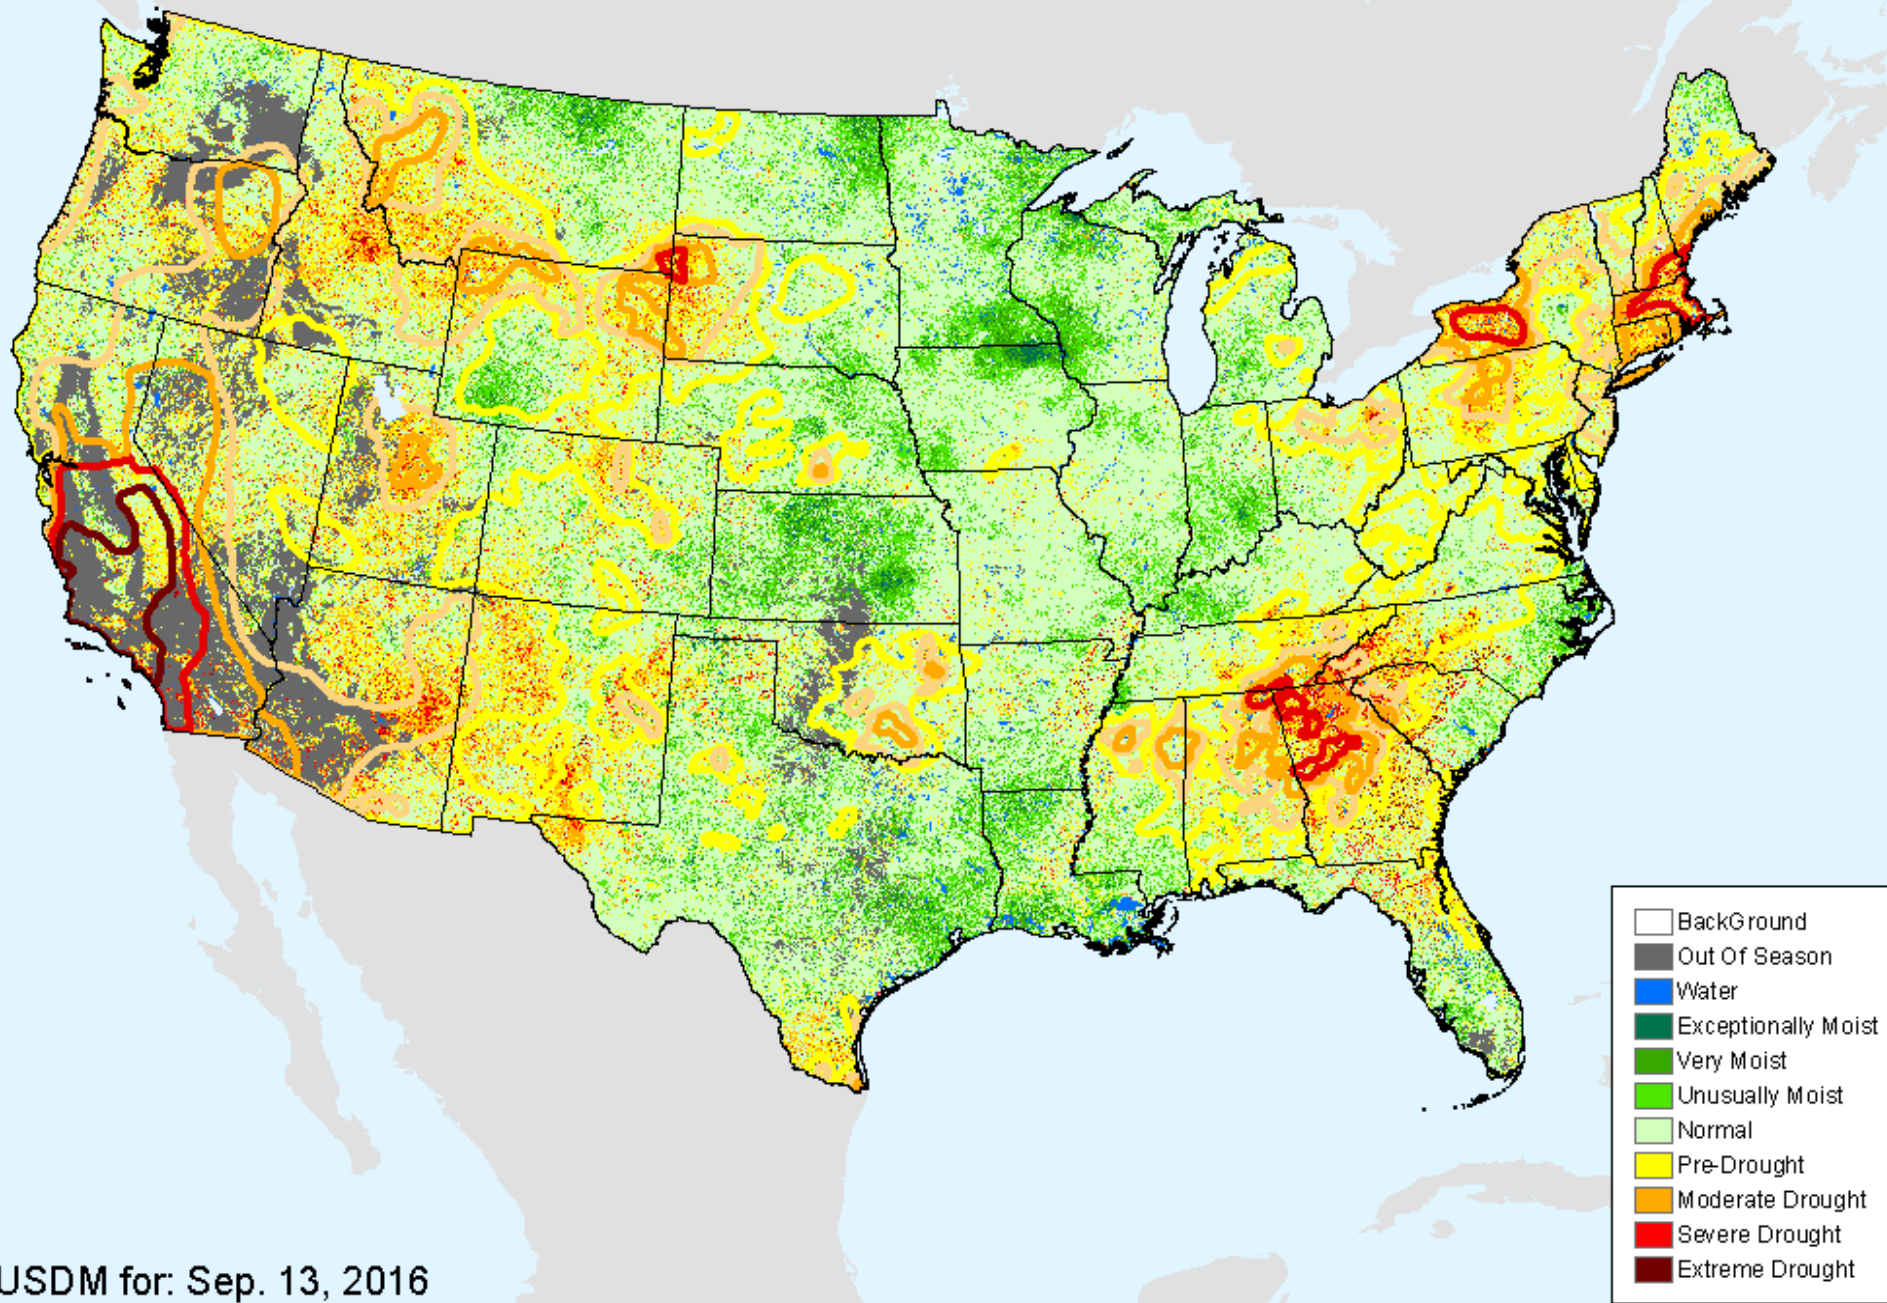 BackGround
Out Of Season
Water
Exceptionally Moist
Very Moist
Unusually Moist
Normal
Pre-Drought
Moderate Drought
Severe Drought
Extreme Drought
USDM for: Sep. 13, 2016